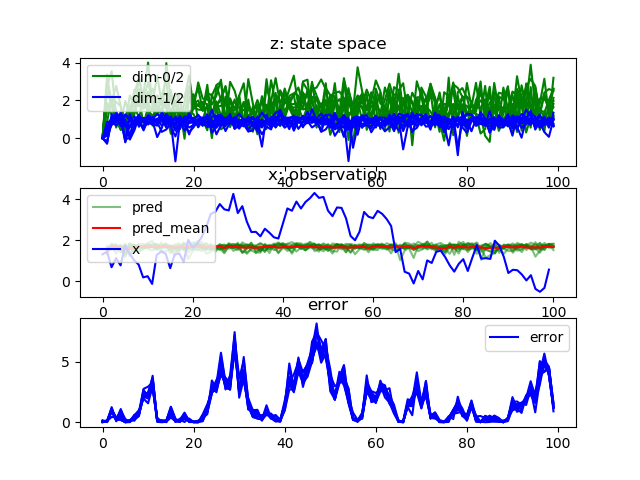 z: state space
4
2
0
dim-0/2
dim-1/2
0 20 40 60 80 100
x: observation
4
2
0
pred
pred_mean
x
0 20 40 60 80 100
error
5
0
error
0 20 40 60 80 100